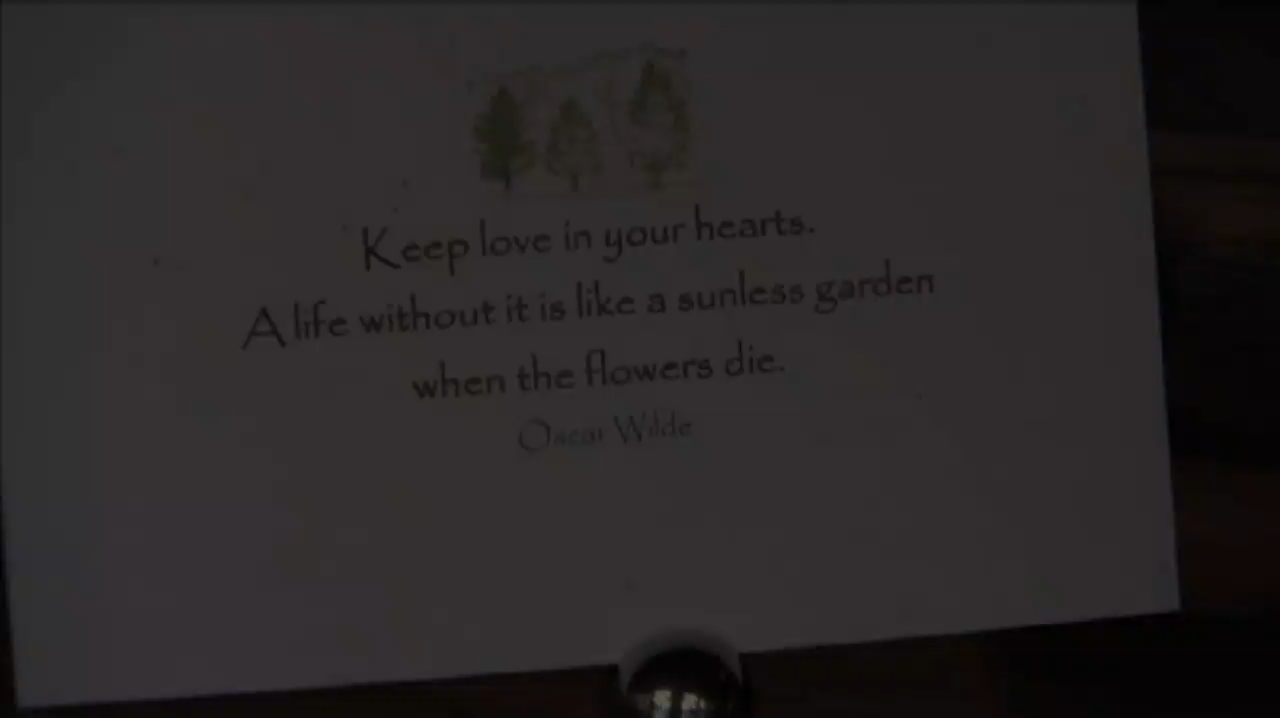 Keep love in your hearts.
A life without it is like a sunless garden
when the flowers die.
Oscar Wilde